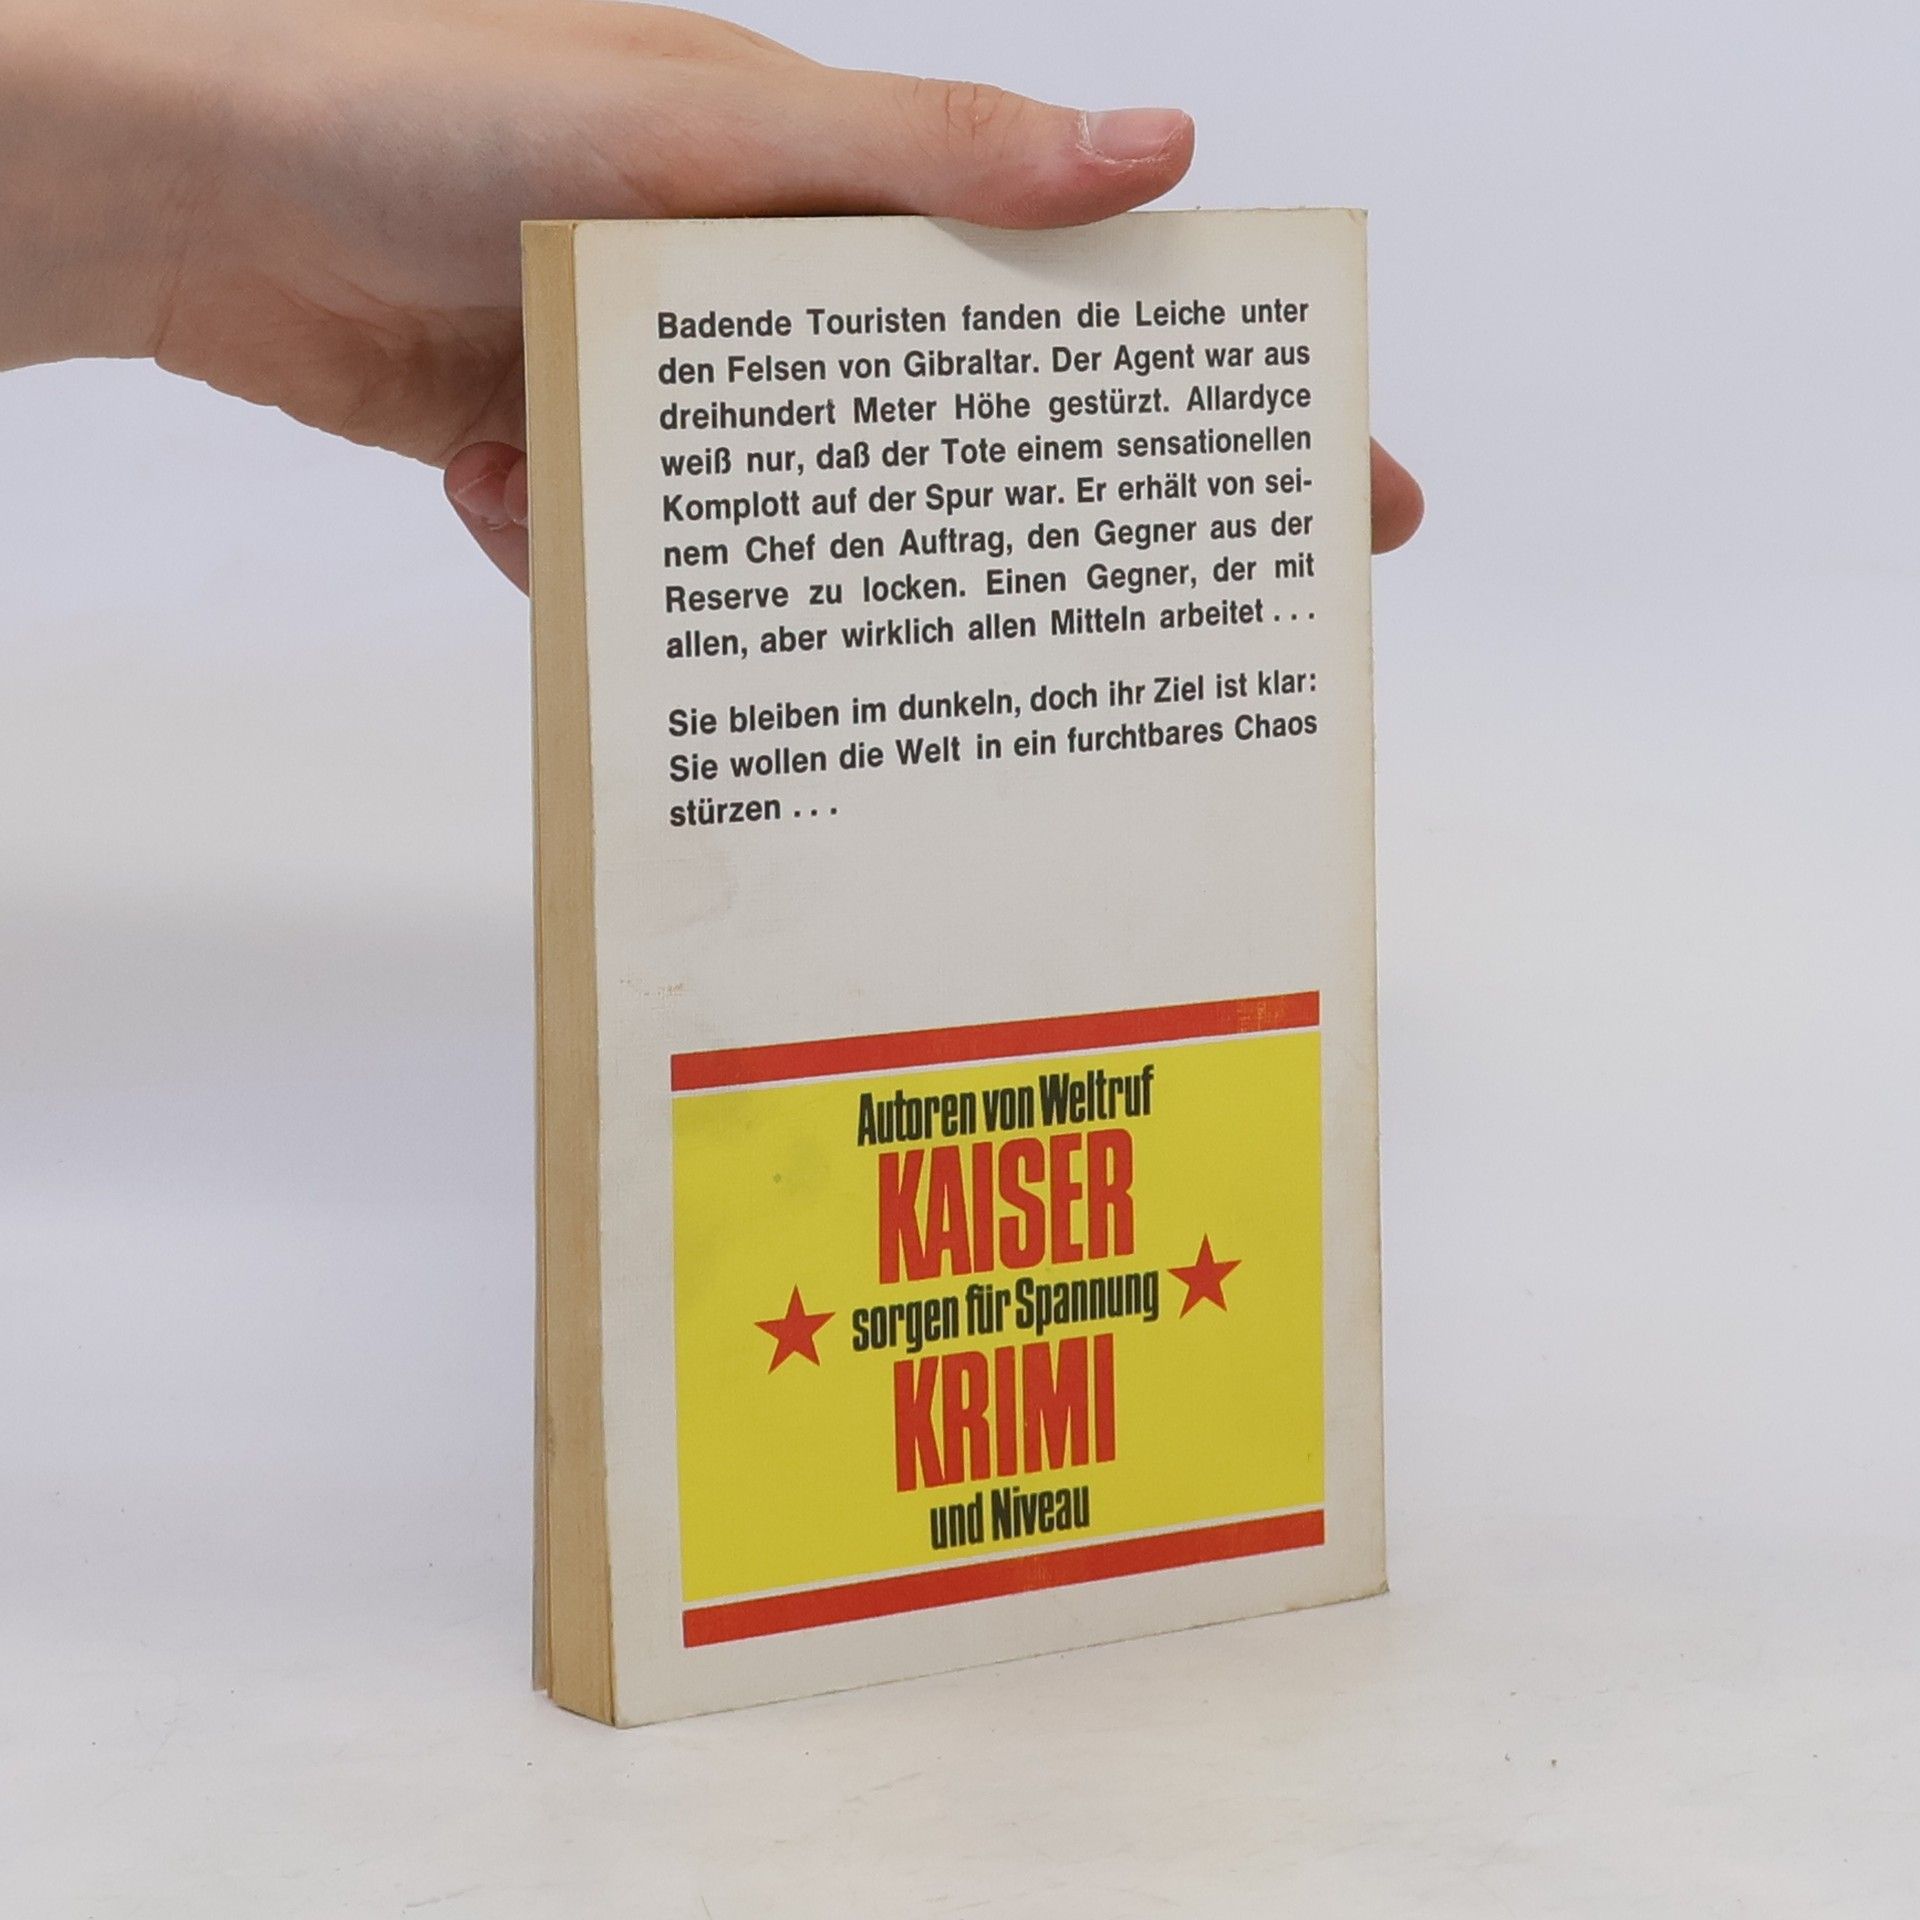 Badende Touristen fanden die Leiche unter
den Felsen von Gibraltar. Der Agent war aus
dreihundert Meter Höhe gestürzt. Allardyce
weiß nur, daß der Tote einem sensationellen
Komplott auf der Spur war. Er erhält von sei-
nem Chef den Auftrag, den Gegner aus der
Reserve zu locken. Einen Gegner, der mit
allen, aber wirklich allen Mitteln arbeitet . . .
Sie bleiben im dunkeln, doch ihr Ziel ist klar:
Sie wollen die Welt in ein furchtbares Chaos
stürzen . . .
Autoren von Weltruf
KAISER
sorgen für Spannung
KRIMI
und Niveau